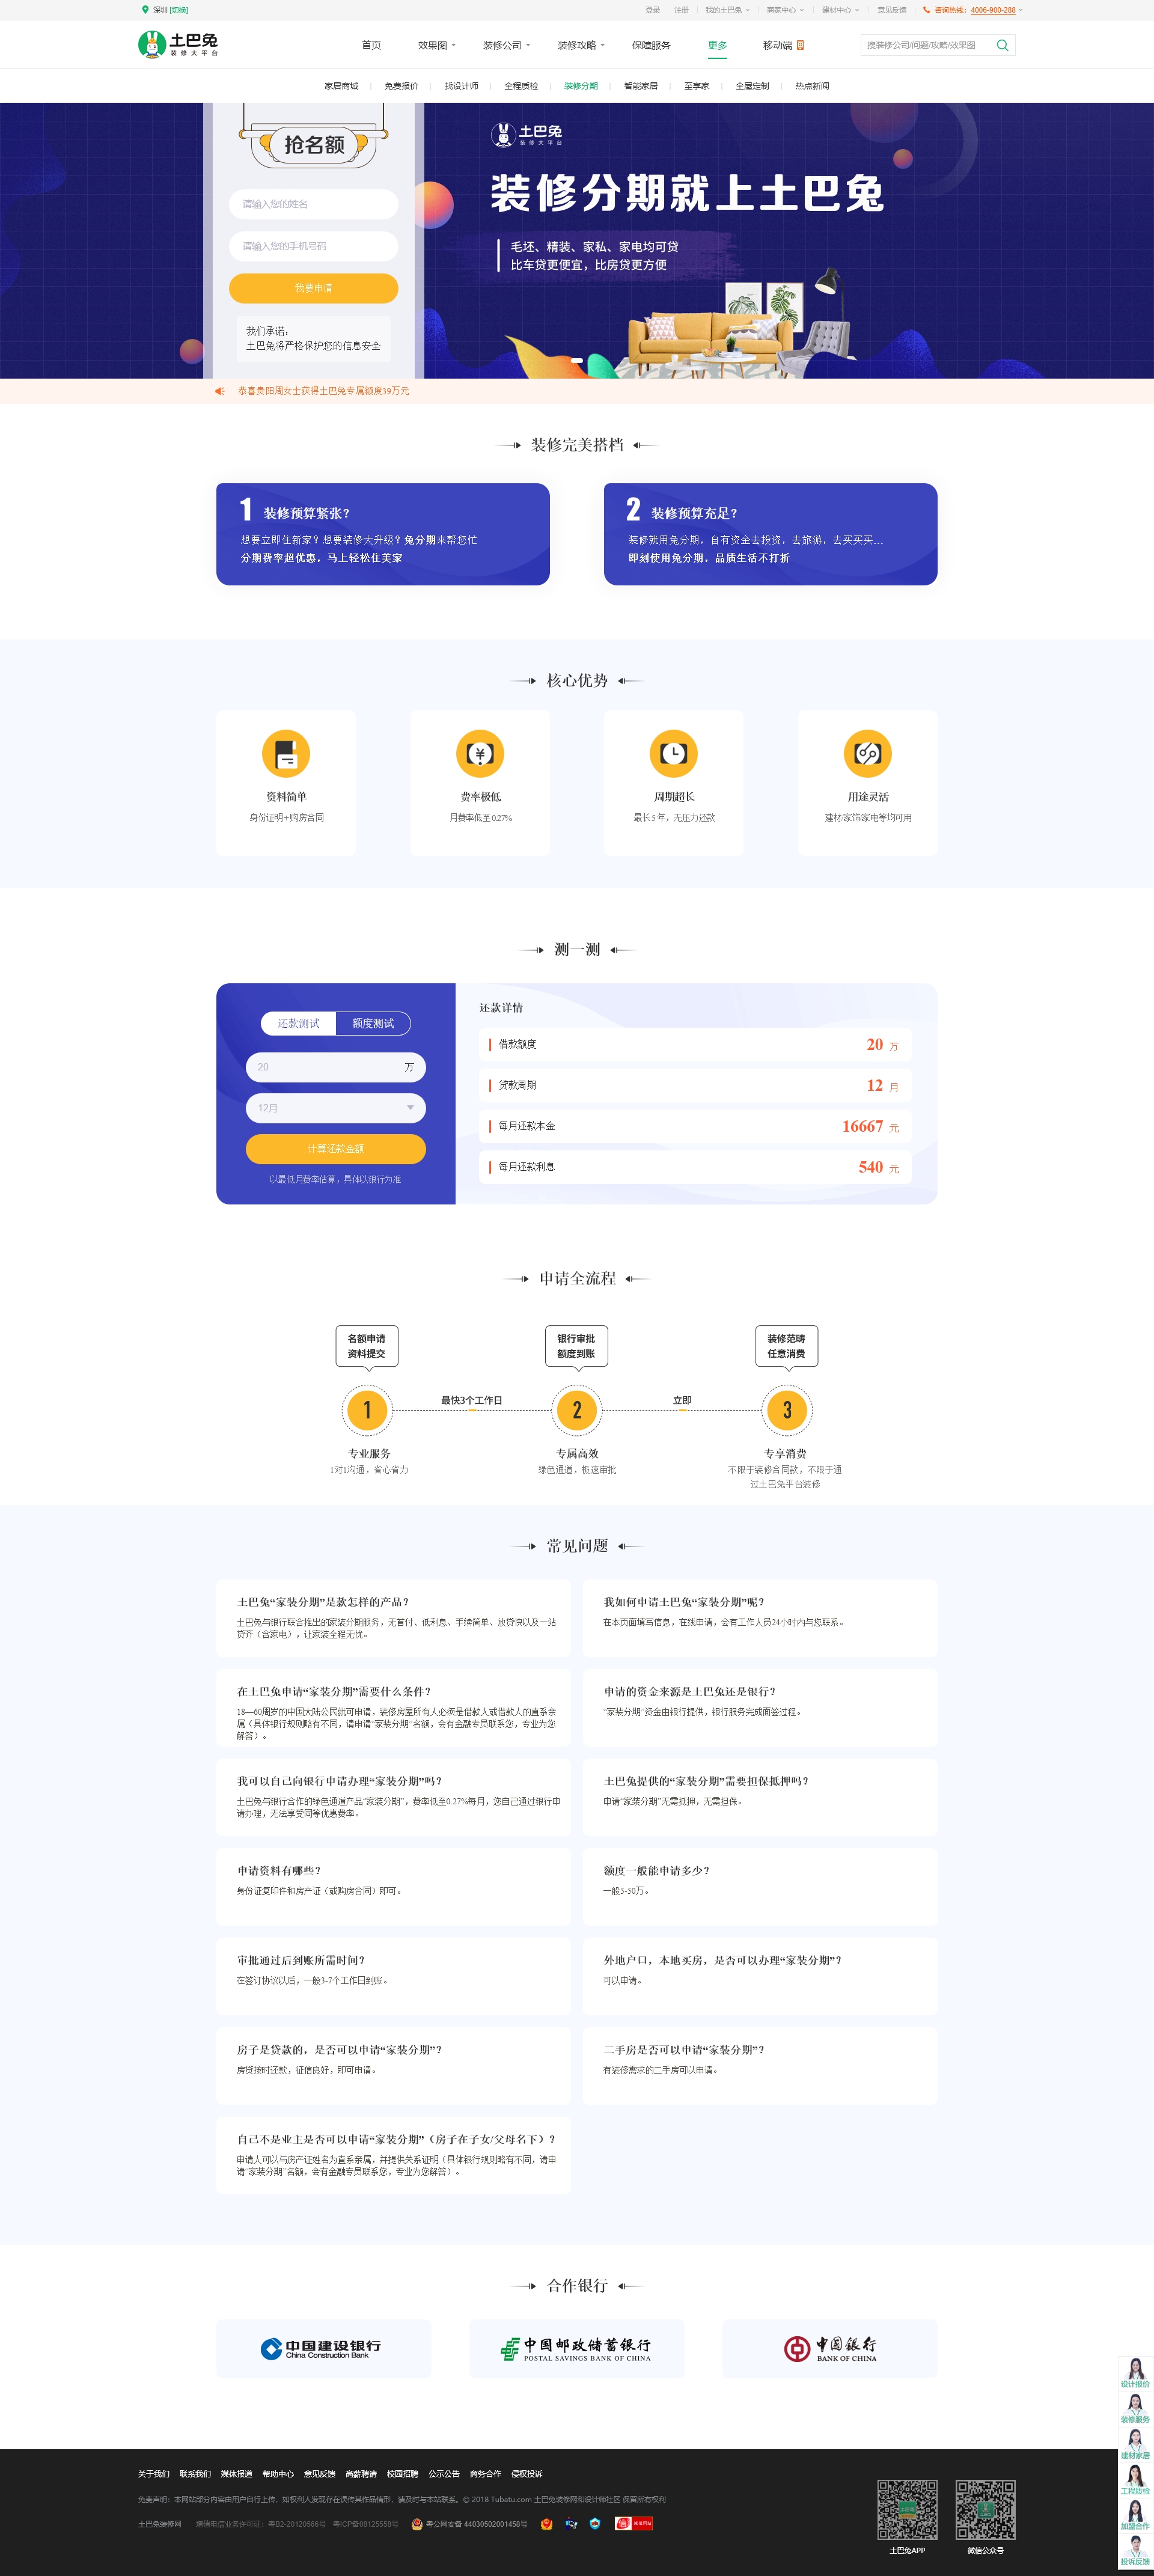 深圳 [切换]
登录 注册 我的土巴兔 商家中心 建材中心 意见反馈 咨询热线：4006-900-288
土巴兔
装修大平台
首页 效果图 装修公司 装修攻略 保障服务 更多 移动端
搜装修公司/问题/攻略/效果图
家居商城 免费报价 找设计师 全程质检 装修分期 智能家居 至享家 全屋定制 热点新闻
抢名额
请输入您的姓名
请输入您的手机号码
我要申请
我们承诺：
土巴兔将严格保护您的信息安全
土巴兔
装修大平台
装修分期就上土巴兔
毛坯、精装、家私、家电均可贷
比车贷更便宜，比房贷更方便
恭喜贵阳周女士获得土巴兔专属额度39万元
装修完美搭档
1 装修预算紧张？
想要立即住新家？想要装修大升级？兔分期来帮您忙
分期费率超优惠，马上轻松住美家
2 装修预算充足？
装修就用兔分期，自有资金去投资，去旅游，去买买买...
即刻使用兔分期，品质生活不打折
核心优势
资料简单
身份证明+购房合同
费率极低
月费率低至0.27%
周期超长
最长5年，无压力还款
用途灵活
建材/家饰/家电等均可用
测一测
还款测试 额度测试
20 万
12月
计算还款金额
以最低月费率估算，具体以银行为准
还款详情
借款额度 20 万
贷款周期 12 月
每月还款本金 16667 元
每月还款利息 540 元
申请全流程
名额申请
资料提交
银行审批
额度到账
装修范畴
任意消费
1 最快3个工作日 2 立即 3
专业服务
1对1沟通，省心省力
专属高效
绿色通道，极速审批
专享消费
不限于装修合同款，不限于通
过土巴兔平台装修
常见问题
土巴兔“家装分期”是款怎样的产品？
土巴兔与银行联合推出的家装分期服务，无首付、低利息、手续简单、放贷快以及一站
贷齐（含家电），让家装全程无忧。
我如何申请土巴兔“家装分期”呢？
在本页面填写信息，在线申请，会有工作人员24小时内与您联系。
在土巴兔申请“家装分期”需要什么条件？
18—60周岁的中国大陆公民就可申请，装修房屋所有人必须是借款人或借款人的直系亲
属（具体银行规则略有不同，请申请“家装分期”名额，会有金融专员联系您，专业为您
解答）。
申请的资金来源是土巴兔还是银行？
“家装分期”资金由银行提供，银行服务完成面签过程。
我可以自己向银行申请办理“家装分期”吗？
土巴兔与银行合作的绿色通道产品“家装分期”，费率低至0.27%每月，您自己通过银行申
请办理，无法享受同等优惠费率。
土巴兔提供的“家装分期”需要担保抵押吗？
申请“家装分期”无需抵押，无需担保。
申请资料有哪些？
身份证复印件和房产证（或购房合同）即可。
额度一般能申请多少？
一般5-50万。
审批通过后到账所需时间？
在签订协议以后，一般3-7个工作日到账。
外地户口，本地买房，是否可以办理“家装分期”？
可以申请。
房子是贷款的，是否可以申请“家装分期”？
房贷按时还款，征信良好，即可申请。
二手房是否可以申请“家装分期”？
有装修需求的二手房可以申请。
自己不是业主是否可以申请“家装分期”（房子在子女/父母名下）？
申请人可以与房产证姓名为直系亲属，并提供关系证明（具体银行规则略有不同，请申
请“家装分期”名额，会有金融专员联系您，专业为您解答）。
合作银行
中国建设银行
China Construction Bank
中国邮政储蓄银行
POSTAL SAVINGS BANK OF CHINA
中国银行
BANK OF CHINA
设计报价
装修服务
建材家居
工程质检
加盟合作
投诉反馈
关于我们 联系我们 媒体报道 帮助中心 意见反馈 高薪聘请 校园招聘 公示公告 商务合作 侵权投诉
免责声明：本网站部分内容由用户自行上传，如权利人发现存在误传其作品情形，请及时与本站联系。© 2018 Tubatu.com 土巴兔装修网和设计师社区 保留所有权利
土巴兔装修网 增值电信业务许可证：粤B2-20120566号 粤ICP备08125558号 粤公网安备 44030502001458号
土巴兔APP
微信公众号